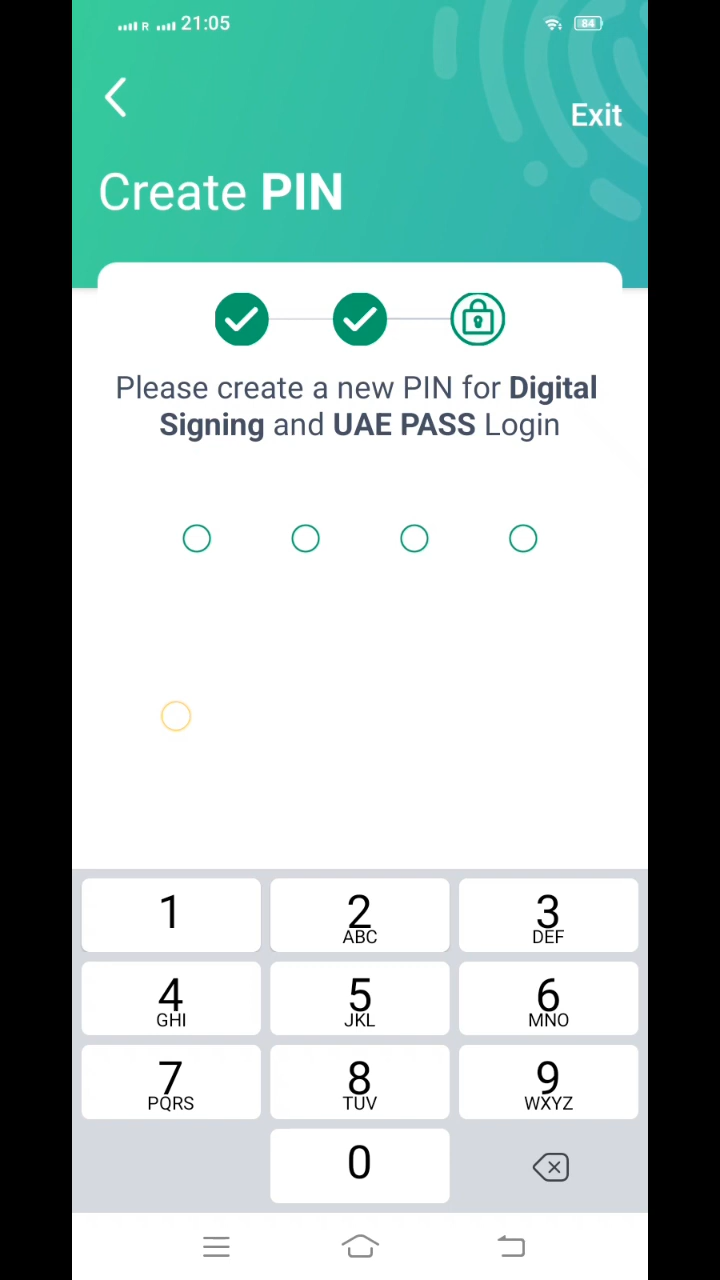 R 21:05 84
Exit
Create PIN
Please create a new PIN for Digital
Signing and UAE PASS Login
1 2 3
ABC DEF
4 5 6
GHI JKL MNO
7 8 9
PQRS TUV WXYZ
0